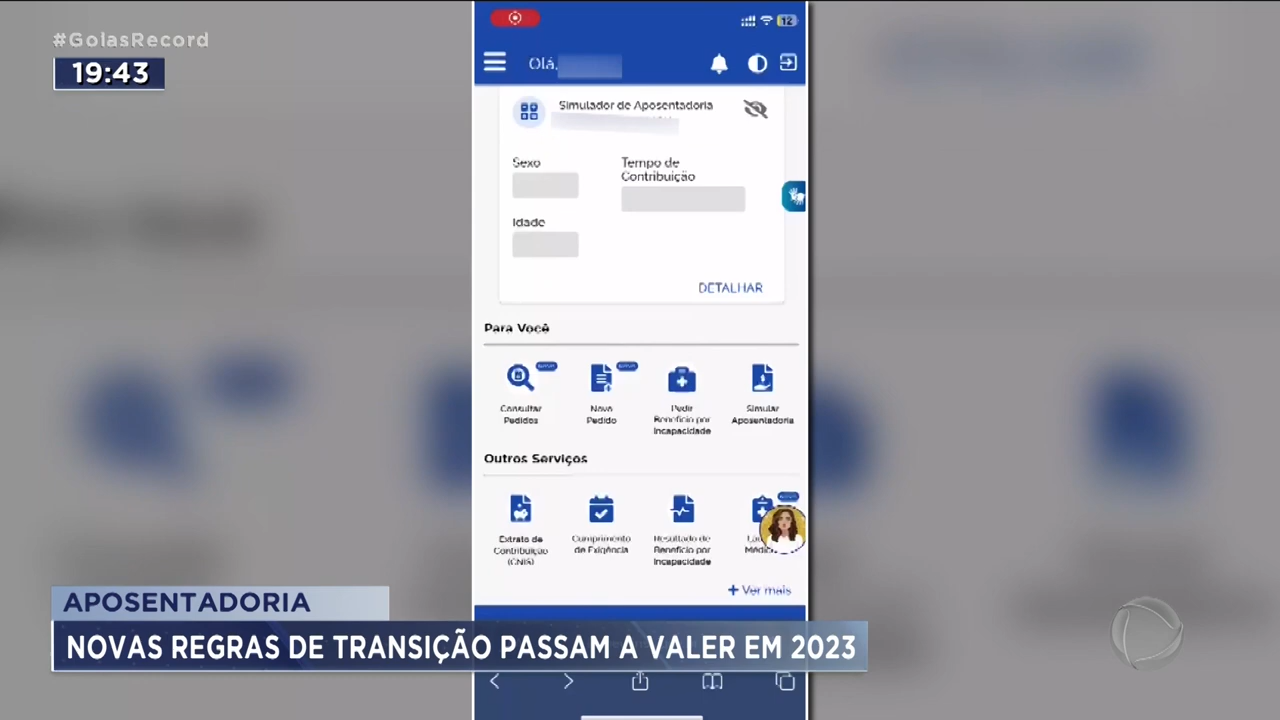 #GoiásRecord
19:43
12
Olá,
Simulador de Aposentadoria
Sexo
Tempo de
Contribuição
Idade
DETALHAR
Para Você
Consultar
Pedidos
Novo
Pedido
Pedir
Benefício por
Incapacidade
Simular
Aposentadoria
Outros Serviços
Extrato de
Contribuição
(CNIS)
Cumprimento
de Exigência
Resultado de
Benefício por
Incapacidade
+ Ver mais
APOSENTADORIA
NOVAS REGRAS DE TRANSIÇÃO PASSAM A VALER EM 2023